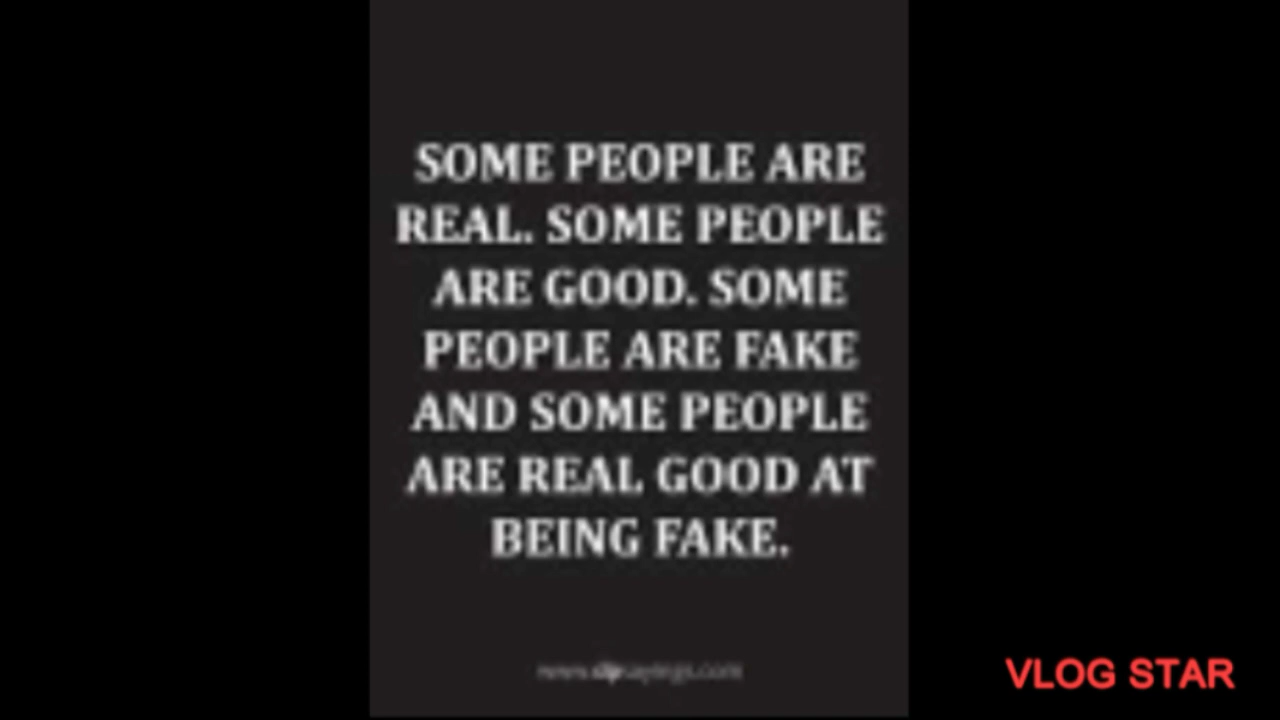 SOME PEOPLE ARE
REAL. SOME PEOPLE
ARE GOOD. SOME
PEOPLE ARE FAKE
AND SOME PEOPLE
ARE REAL GOOD AT
BEING FAKE.
VLOG STAR